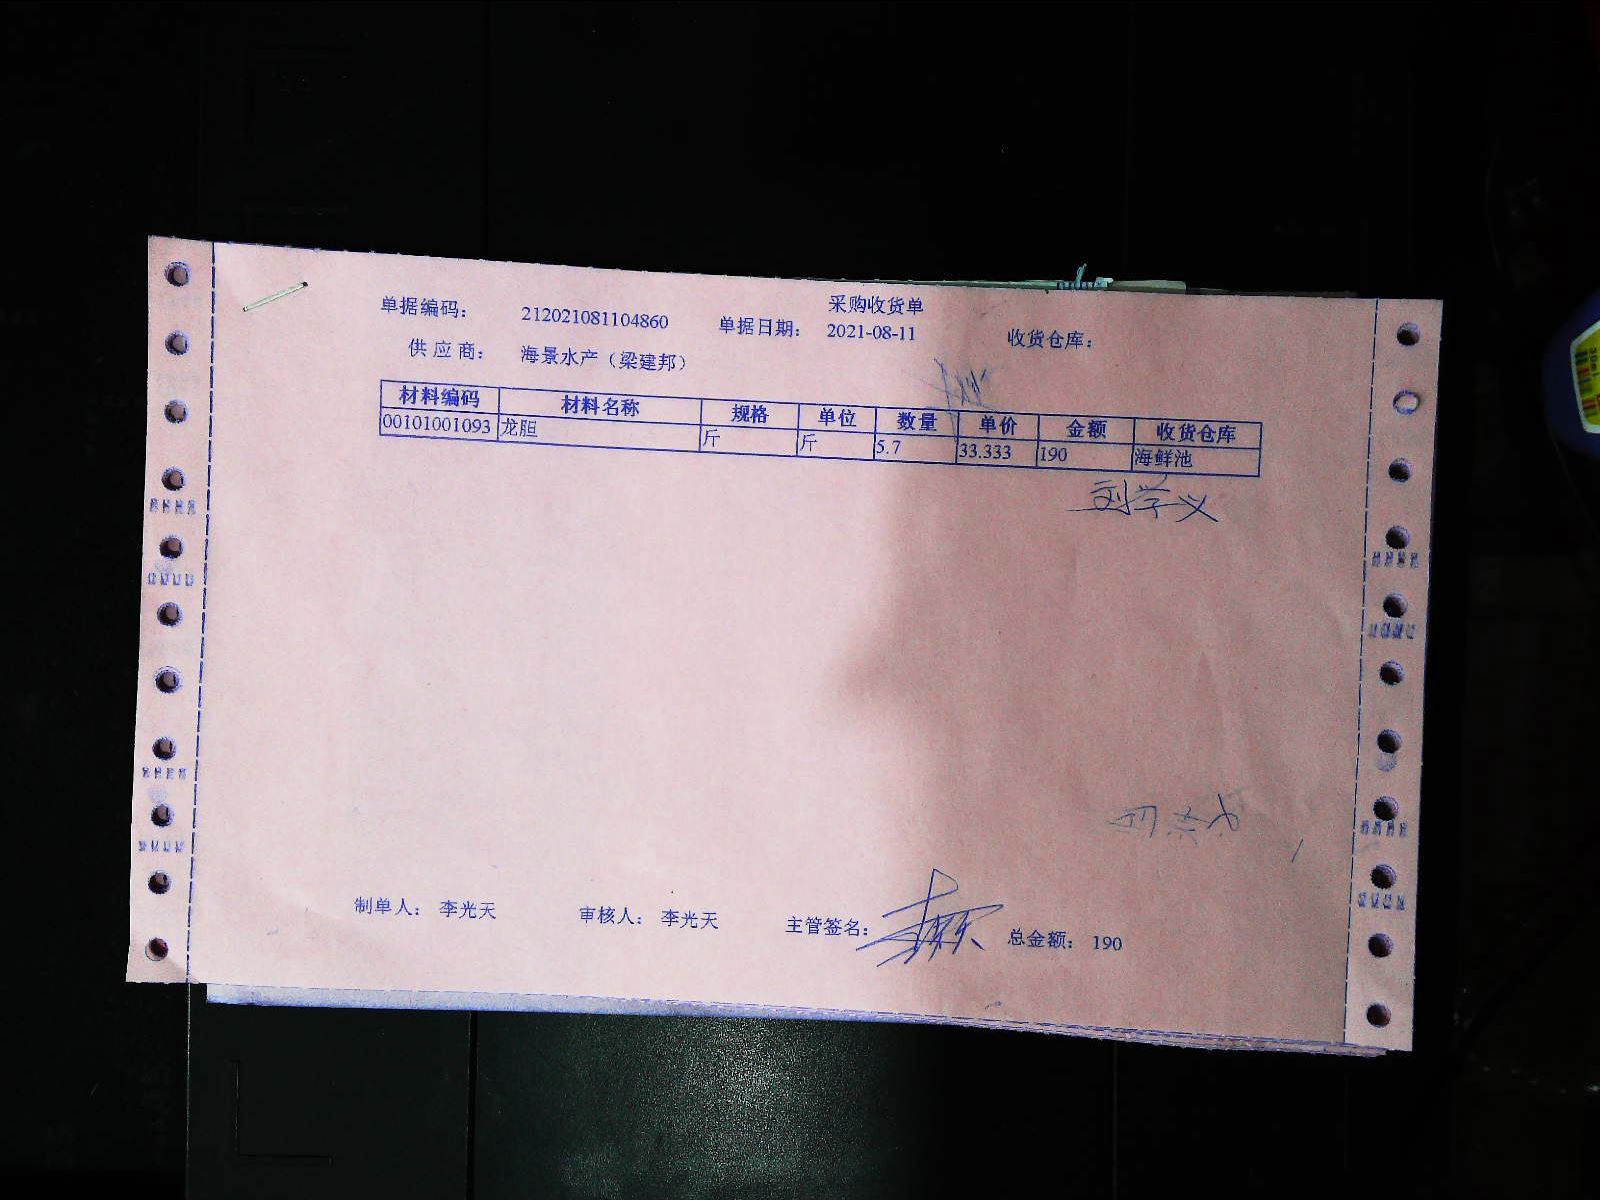 采购收货单
单据编码： 212021081104860 单据日期： 2021-08-11 收货仓库：
供 应 商： 海景水产（梁建邦）
材料编码 材料名称 规格 单位 数量 单价 金额 收货仓库
00101001093 龙胆 斤 斤 5.7 33.333 190 海鲜池
刘学义
制单人： 李光天 审核人： 李光天 主管签名： 总金额： 190